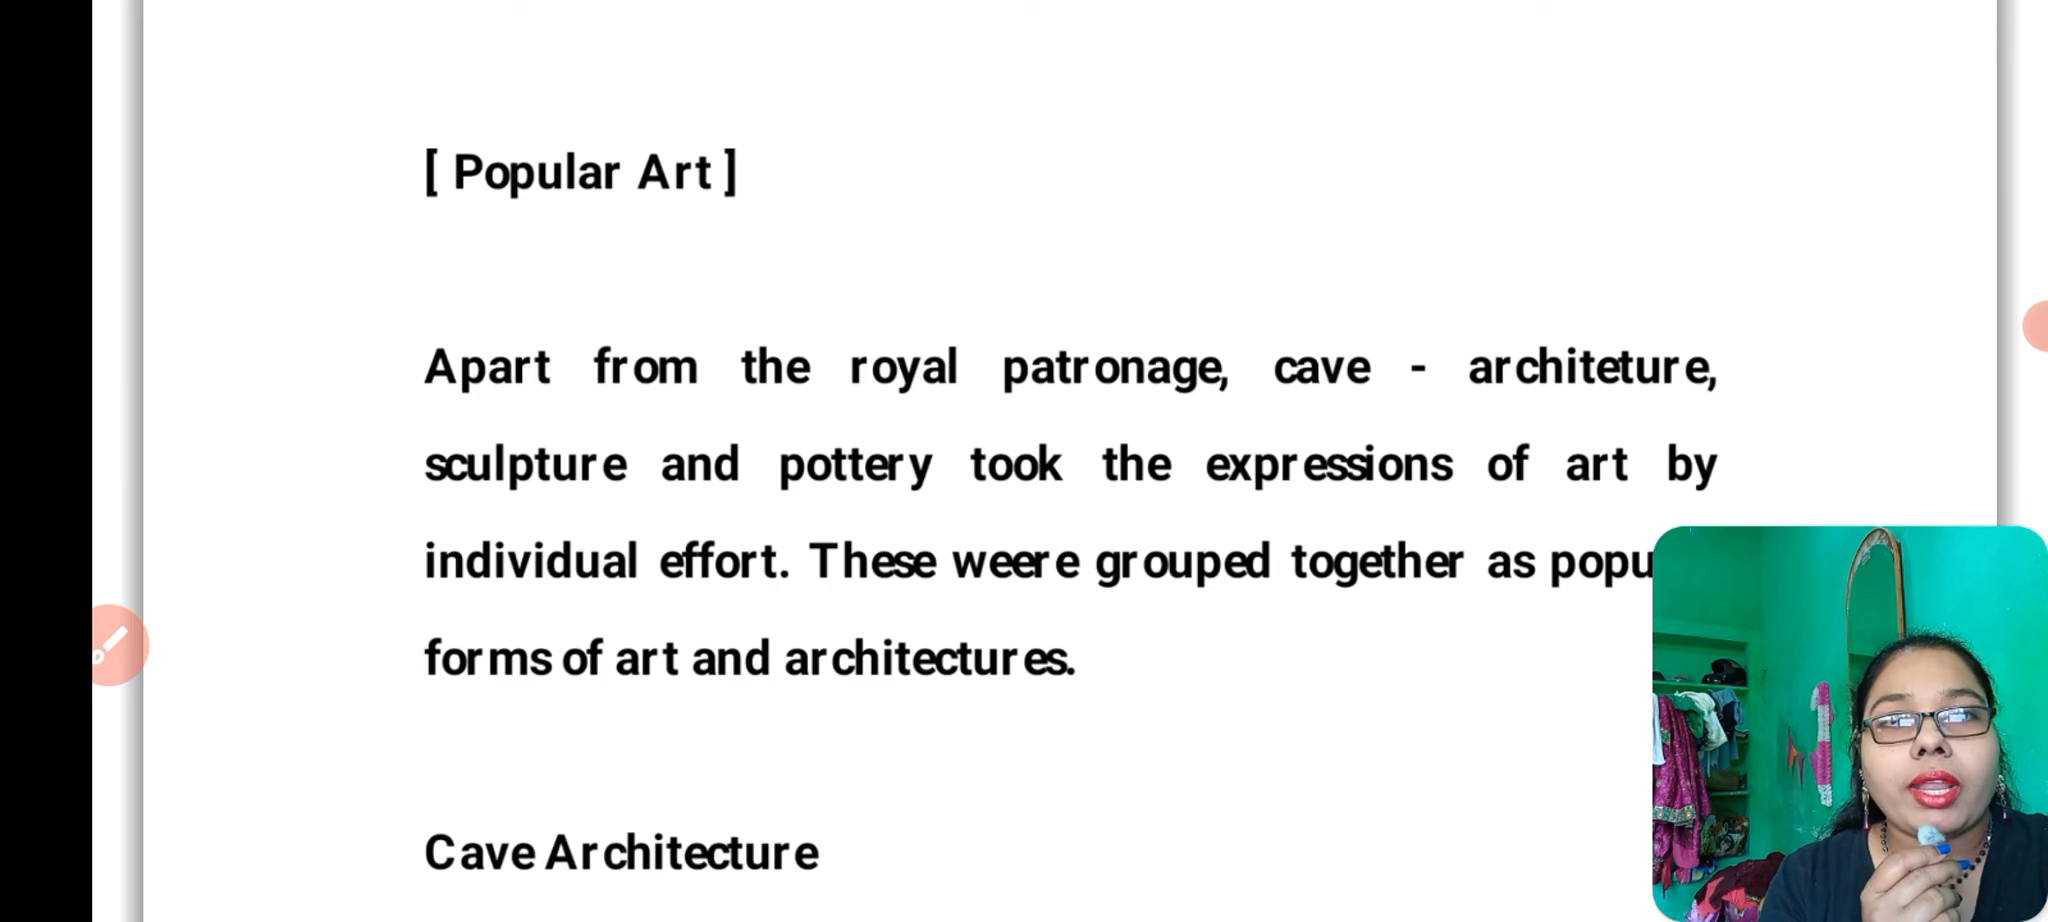 [ Popular Art ]
Apart from the royal patronage, cave - architeture,
sculpture and pottery took the expressions of art by
individual effort. These weere grouped together as popu
forms of art and architectures.
Cave Architecture